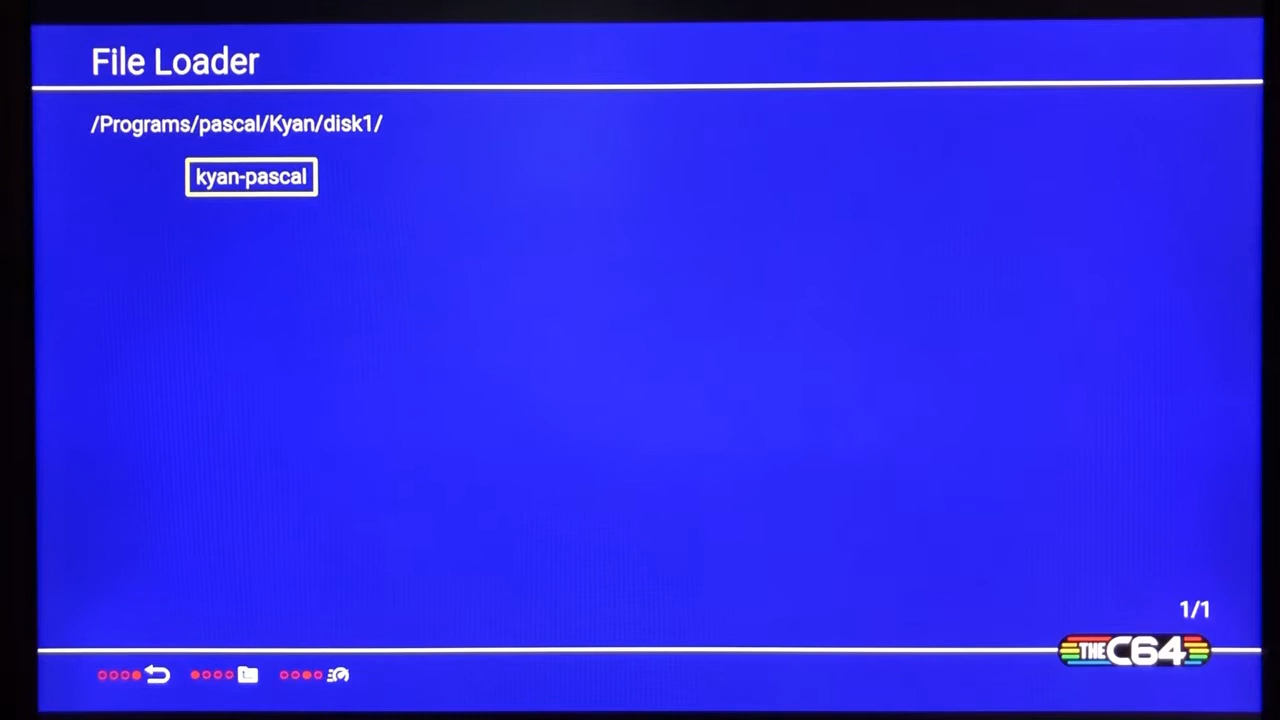 File Loader
/Programs/pascal/Kyan/disk1/
kyan-pascal
1/1
THEC64